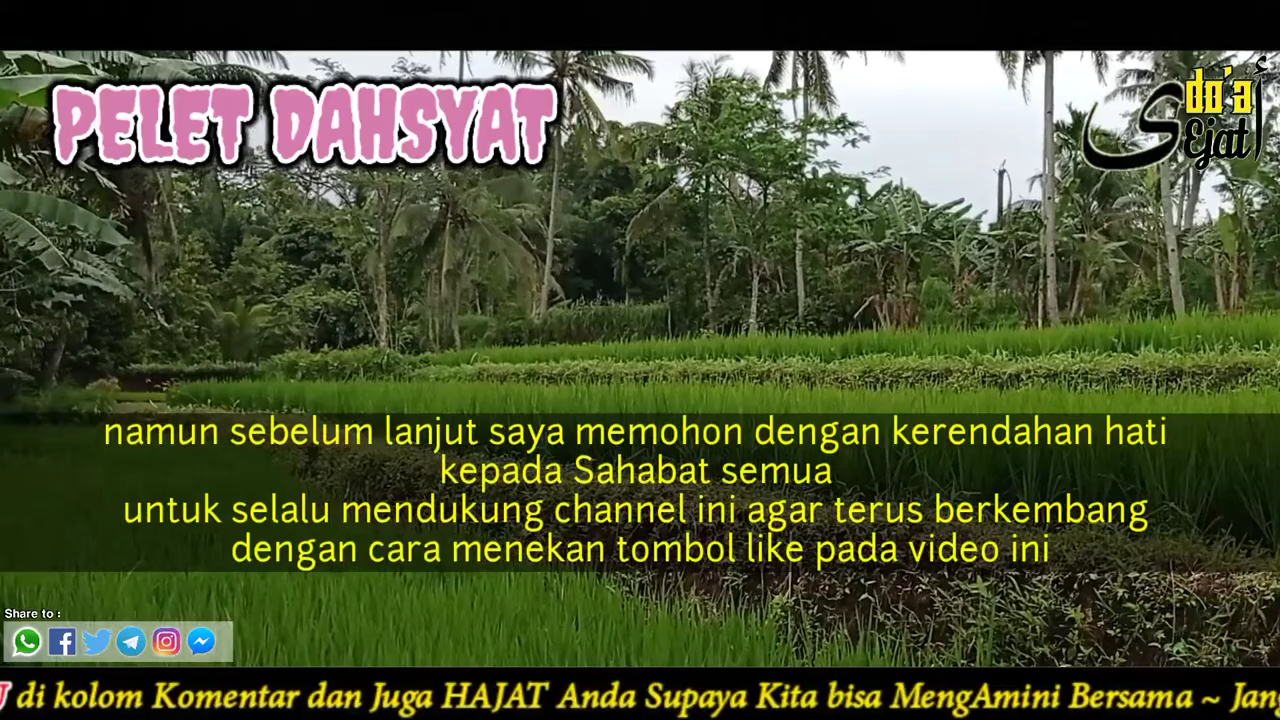 PELET DAHSYAT
do'a
Ejati
namun sebelum lanjut saya memohon dengan kerendahan hati
kepada Sahabat semua
untuk selalu mendukung channel ini agar terus berkembang
dengan cara menekan tombol like pada video ini
Share to :
di kolom Komentar dan Juga HAJAT Anda Supaya Kita bisa MengAmini Bersama ~